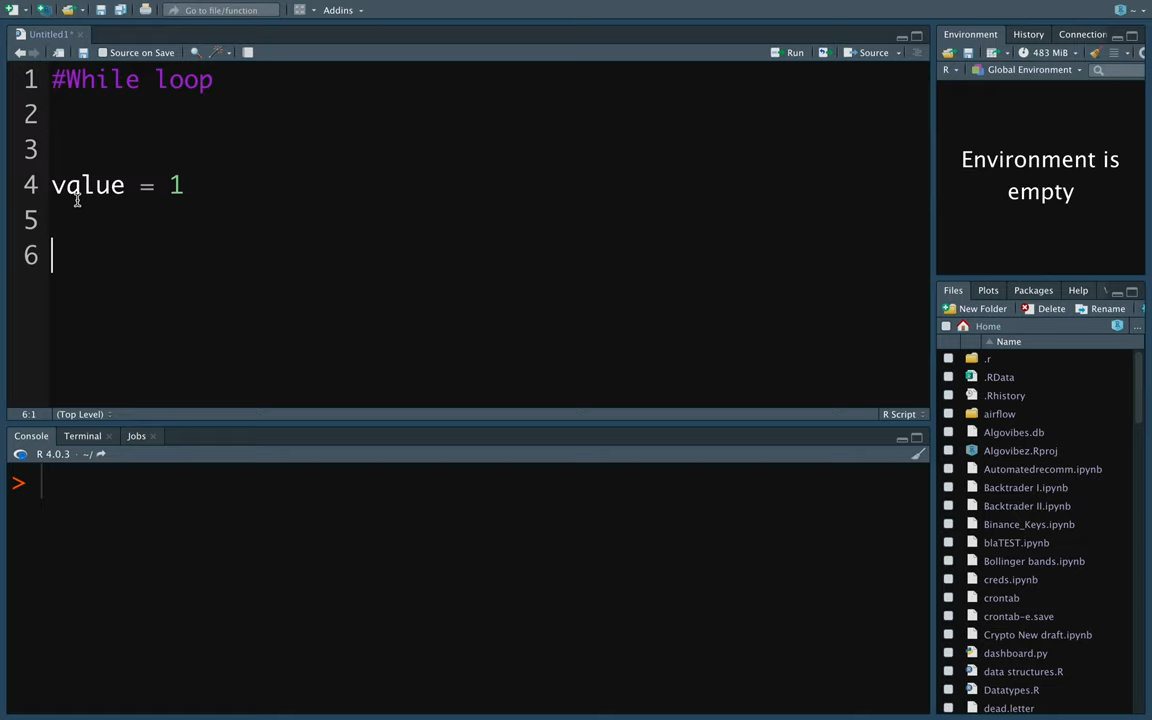 Go to file/function
Addins
~
Untitled1*
Source on Save
Run
Source
1 #While loop
2
3
4 value = 1
5
6
6:1
(Top Level)
R Script
Console
Terminal
Jobs
R 4.0.3 · ~/
>
Environment
History
Connection
483 MiB
R
Global Environment
Environment is
empty
Files
Plots
Packages
Help
New Folder
Delete
Rename
Home
...
Name
.r
.RData
.Rhistory
airflow
Algovibes.db
Algovibez.Rproj
Automatedrecomm.ipynb
Backtrader I.ipynb
Backtrader II.ipynb
Binance_Keys.ipynb
blaTEST.ipynb
Bollinger bands.ipynb
creds.ipynb
crontab
crontab-e.save
Crypto New draft.ipynb
dashboard.py
data structures.R
Datatypes.R
dead.letter